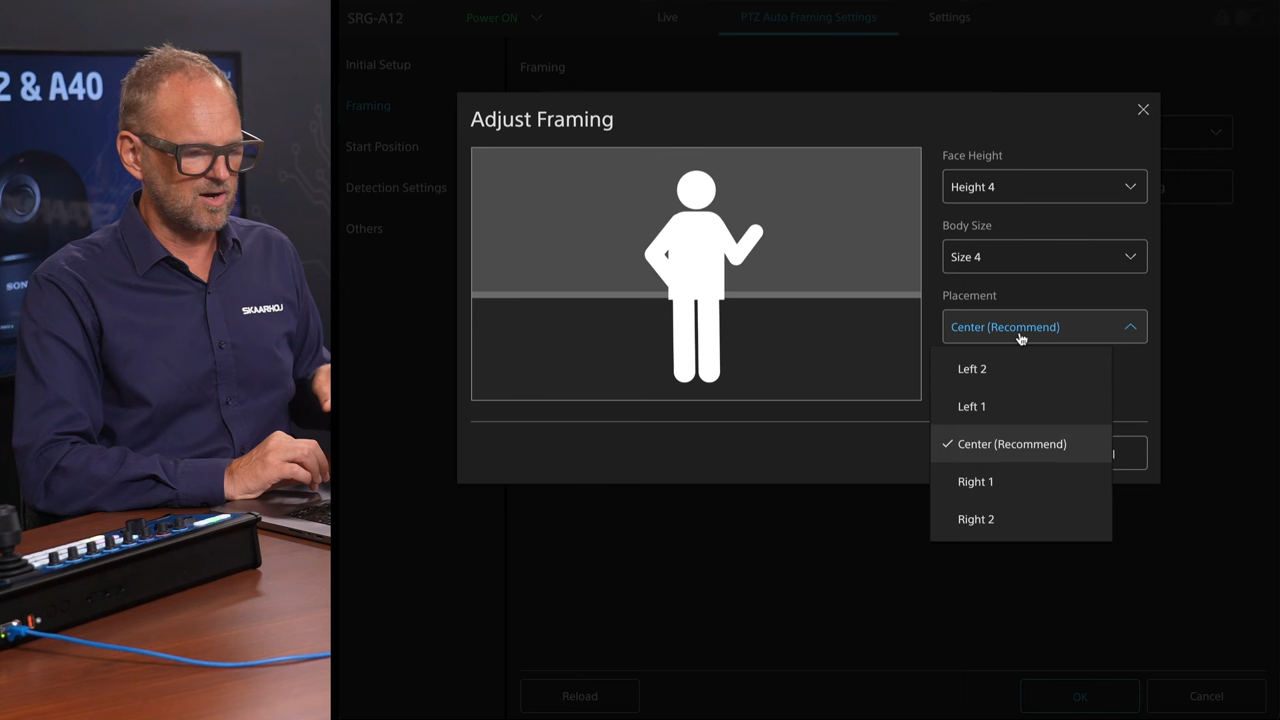 2 & A40
SON
SKAARHOJ
SRG-A12
Power ON
Live
PTZ Auto Framing Settings
Settings
Initial Setup
Framing
Start Position
Detection Settings
Others
Framing
Adjust Framing
Face Height
Height 4
Body Size
Size 4
Placement
Center (Recommend)
Left 2
Left 1
Center (Recommend)
Right 1
Right 2
Reload
OK
Cancel